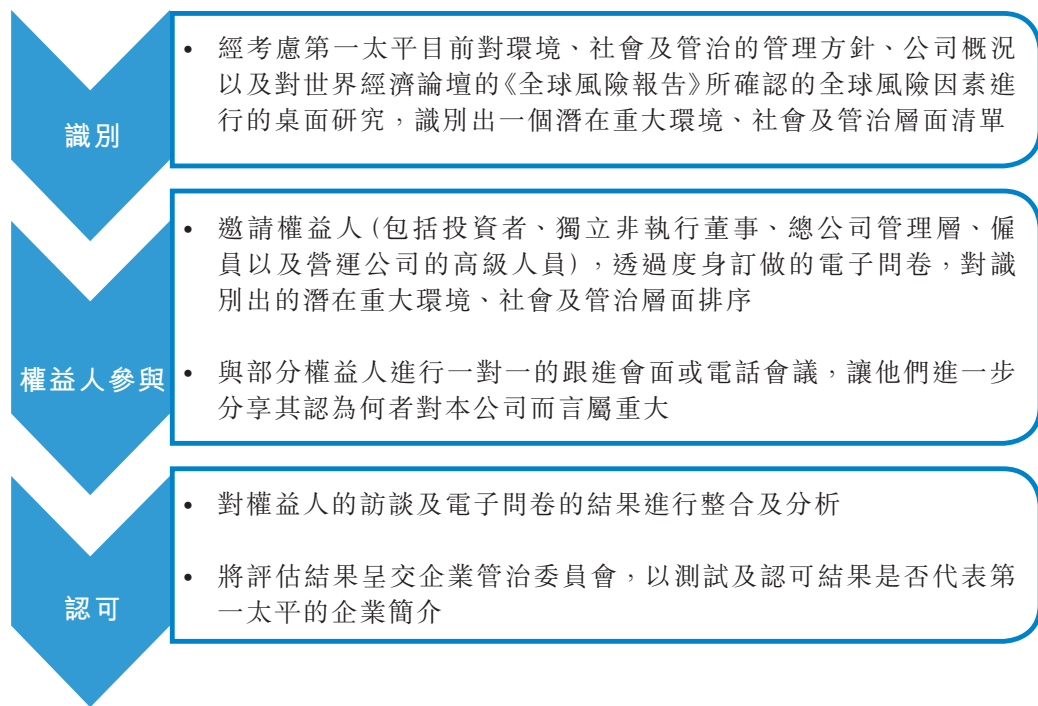 識別
• 經考慮第一太平目前對環境、社會及管治的管理方針、公司概況
以及對世界經濟論壇的《全球風險報告》所確認的全球風險因素進
行的桌面研究，識別出一個潛在重大環境、社會及管治層面清單
權益人參與
• 邀請權益人（包括投資者、獨立非執行董事、總公司管理層、僱
員以及營運公司的高級人員），透過度身訂做的電子問卷，對識
別出的潛在重大環境、社會及管治層面排序
• 與部分權益人進行一對一的跟進會面或電話會議，讓他們進一步
分享其認為何者對本公司而言屬重大
認可
• 對權益人的訪談及電子問卷的結果進行整合及分析
• 將評估結果呈交企業管治委員會，以測試及認可結果是否代表第
一太平的企業簡介